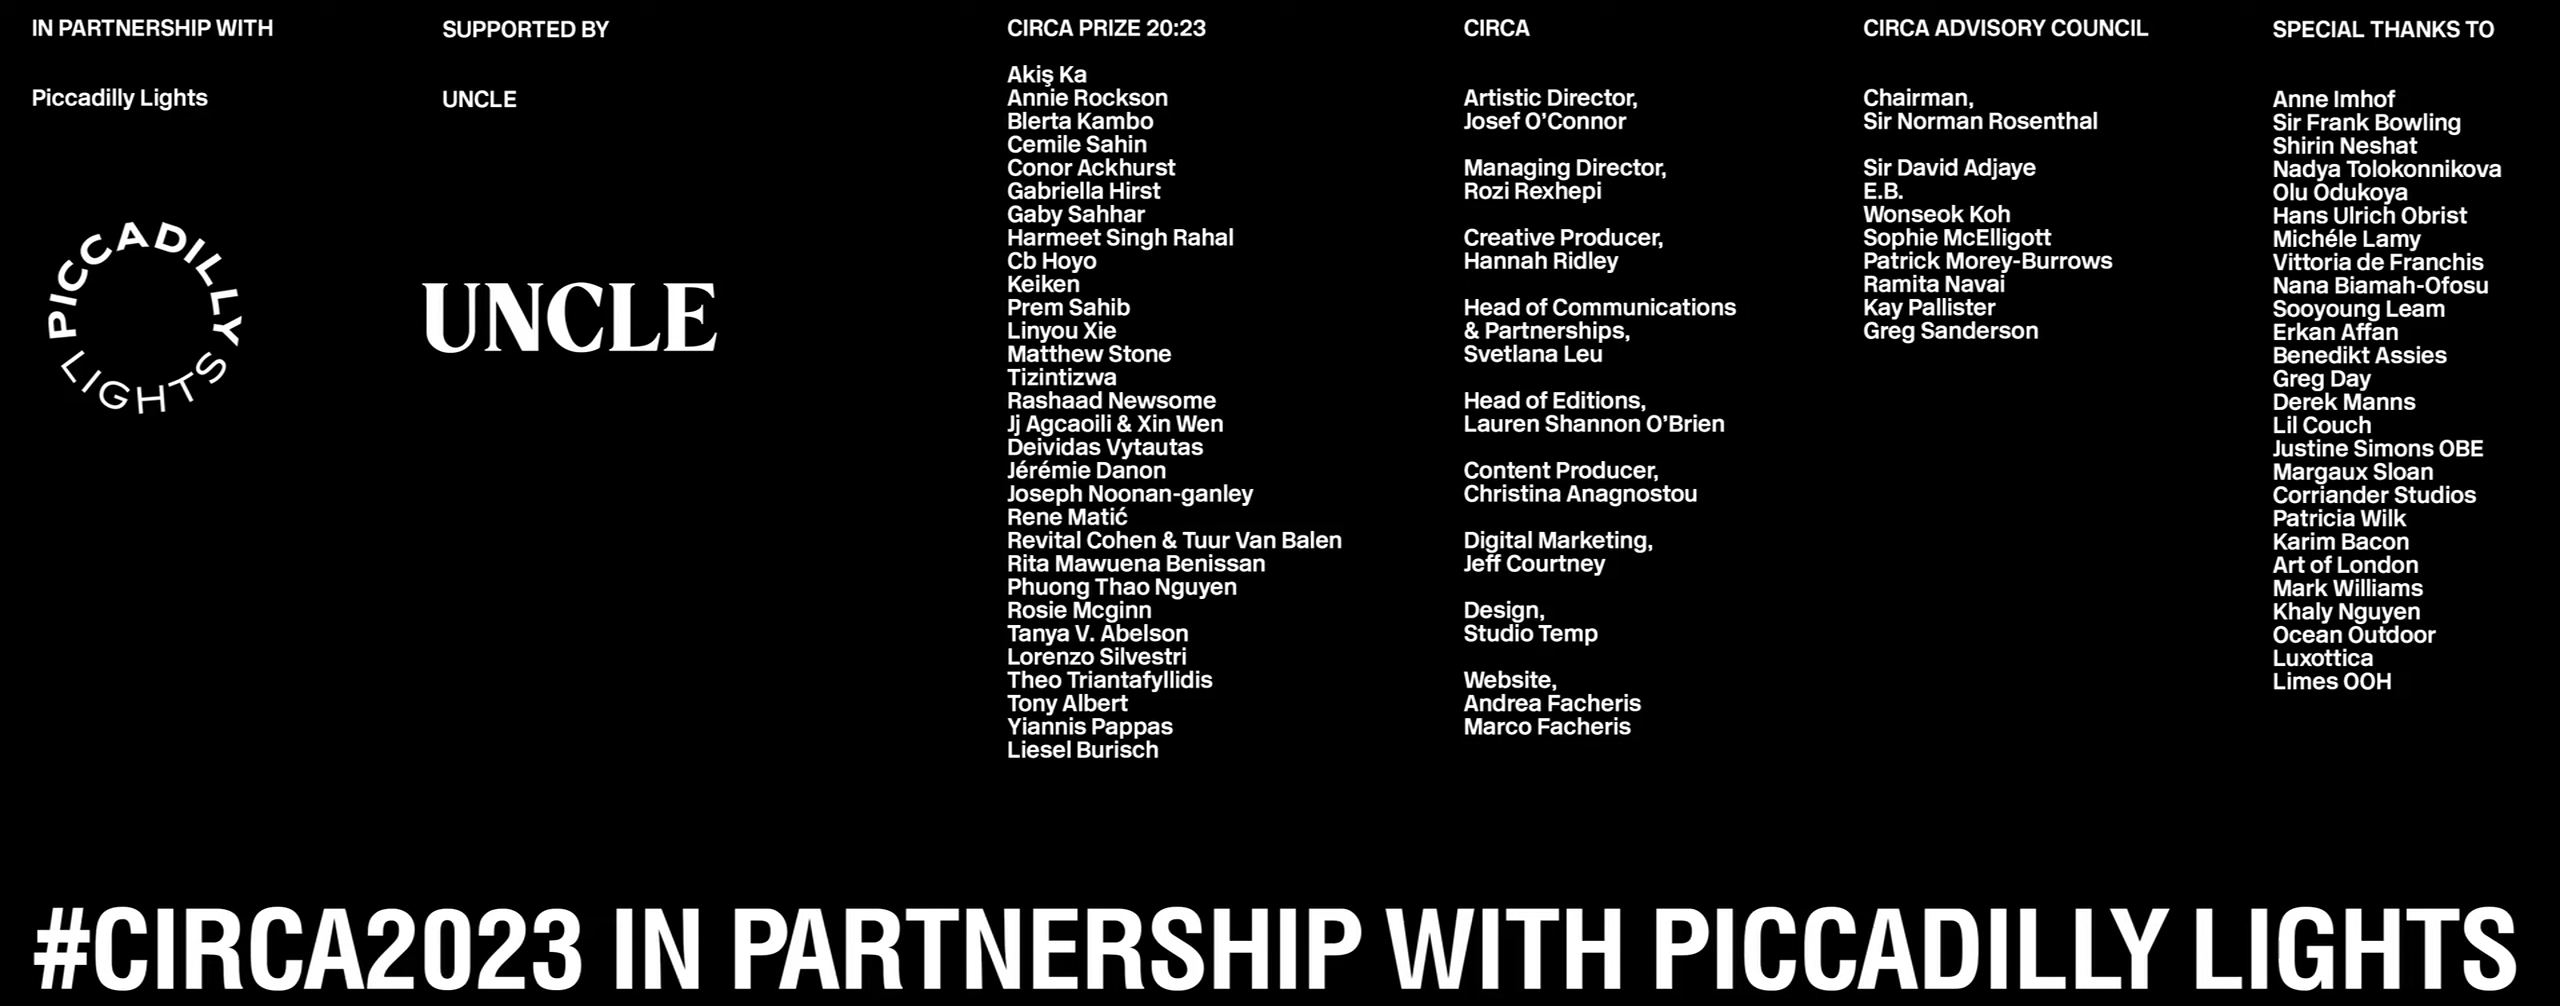 IN PARTNERSHIP WITH
Piccadilly Lights
PICCADILLY LIGHTS
SUPPORTED BY
UNCLE
UNCLE
CIRCA PRIZE 20:23
Akiş Ka
Annie Rockson
Blerta Kambo
Cemile Sahin
Conor Ackhurst
Gabriella Hirst
Gaby Sahhar
Harmeet Singh Rahal
Cb Hoyo
Keiken
Prem Sahib
Linyou Xie
Matthew Stone
Tizintizwa
Rashaad Newsome
Jj Agcaoili & Xin Wen
Deividas Vytautas
Jérémie Danon
Joseph Noonan-ganley
Rene Matić
Revital Cohen & Tuur Van Balen
Rita Mawuena Benissan
Phuong Thao Nguyen
Rosie Mcginn
Tanya V. Abelson
Lorenzo Silvestri
Theo Triantafyllidis
Tony Albert
Yiannis Pappas
Liesel Burisch
CIRCA
Artistic Director,
Josef O’Connor
Managing Director,
Rozi Rexhepi
Creative Producer,
Hannah Ridley
Head of Communications
& Partnerships,
Svetlana Leu
Head of Editions,
Lauren Shannon O’Brien
Content Producer,
Christina Anagnostou
Digital Marketing,
Jeff Courtney
Design,
Studio Temp
Website,
Andrea Facheris
Marco Facheris
CIRCA ADVISORY COUNCIL
Chairman,
Sir Norman Rosenthal
Sir David Adjaye
E.B.
Wonseok Koh
Sophie McElligott
Patrick Morey-Burrows
Ramita Navai
Kay Pallister
Greg Sanderson
SPECIAL THANKS TO
Anne Imhof
Sir Frank Bowling
Shirin Neshat
Nadya Tolokonnikova
Olu Odukoya
Hans Ulrich Obrist
Michéle Lamy
Vittoria de Franchis
Nana Biamah-Ofosu
Sooyoung Leam
Erkan Affan
Benedikt Assies
Greg Day
Derek Manns
Lil Couch
Justine Simons OBE
Margaux Sloan
Corriander Studios
Patricia Wilk
Karim Bacon
Art of London
Mark Williams
Khaly Nguyen
Ocean Outdoor
Luxottica
Limes OOH
#CIRCA2023 IN PARTNERSHIP WITH PICCADILLY LIGHTS